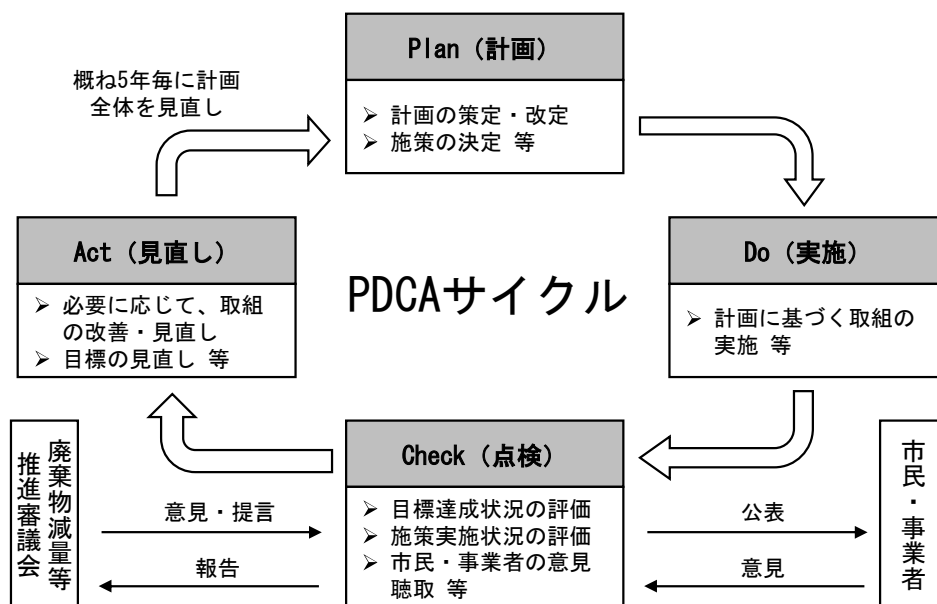 Plan（計画）
➢ 計画の策定・改定
➢ 施策の決定 等
概ね5年毎に計画
全体を見直し
Act（見直し）
➢ 必要に応じて、取組
の改善・見直し
➢ 目標の見直し 等
PDCAサイクル
Do（実施）
➢ 計画に基づく取組の
実施 等
Check（点検）
➢ 目標達成状況の評価
➢ 施策実施状況の評価
➢ 市民・事業者の意見
聴取 等
廃棄物減量等
推進審議会
意見・提言
報告
公表
意見
市民・事業者